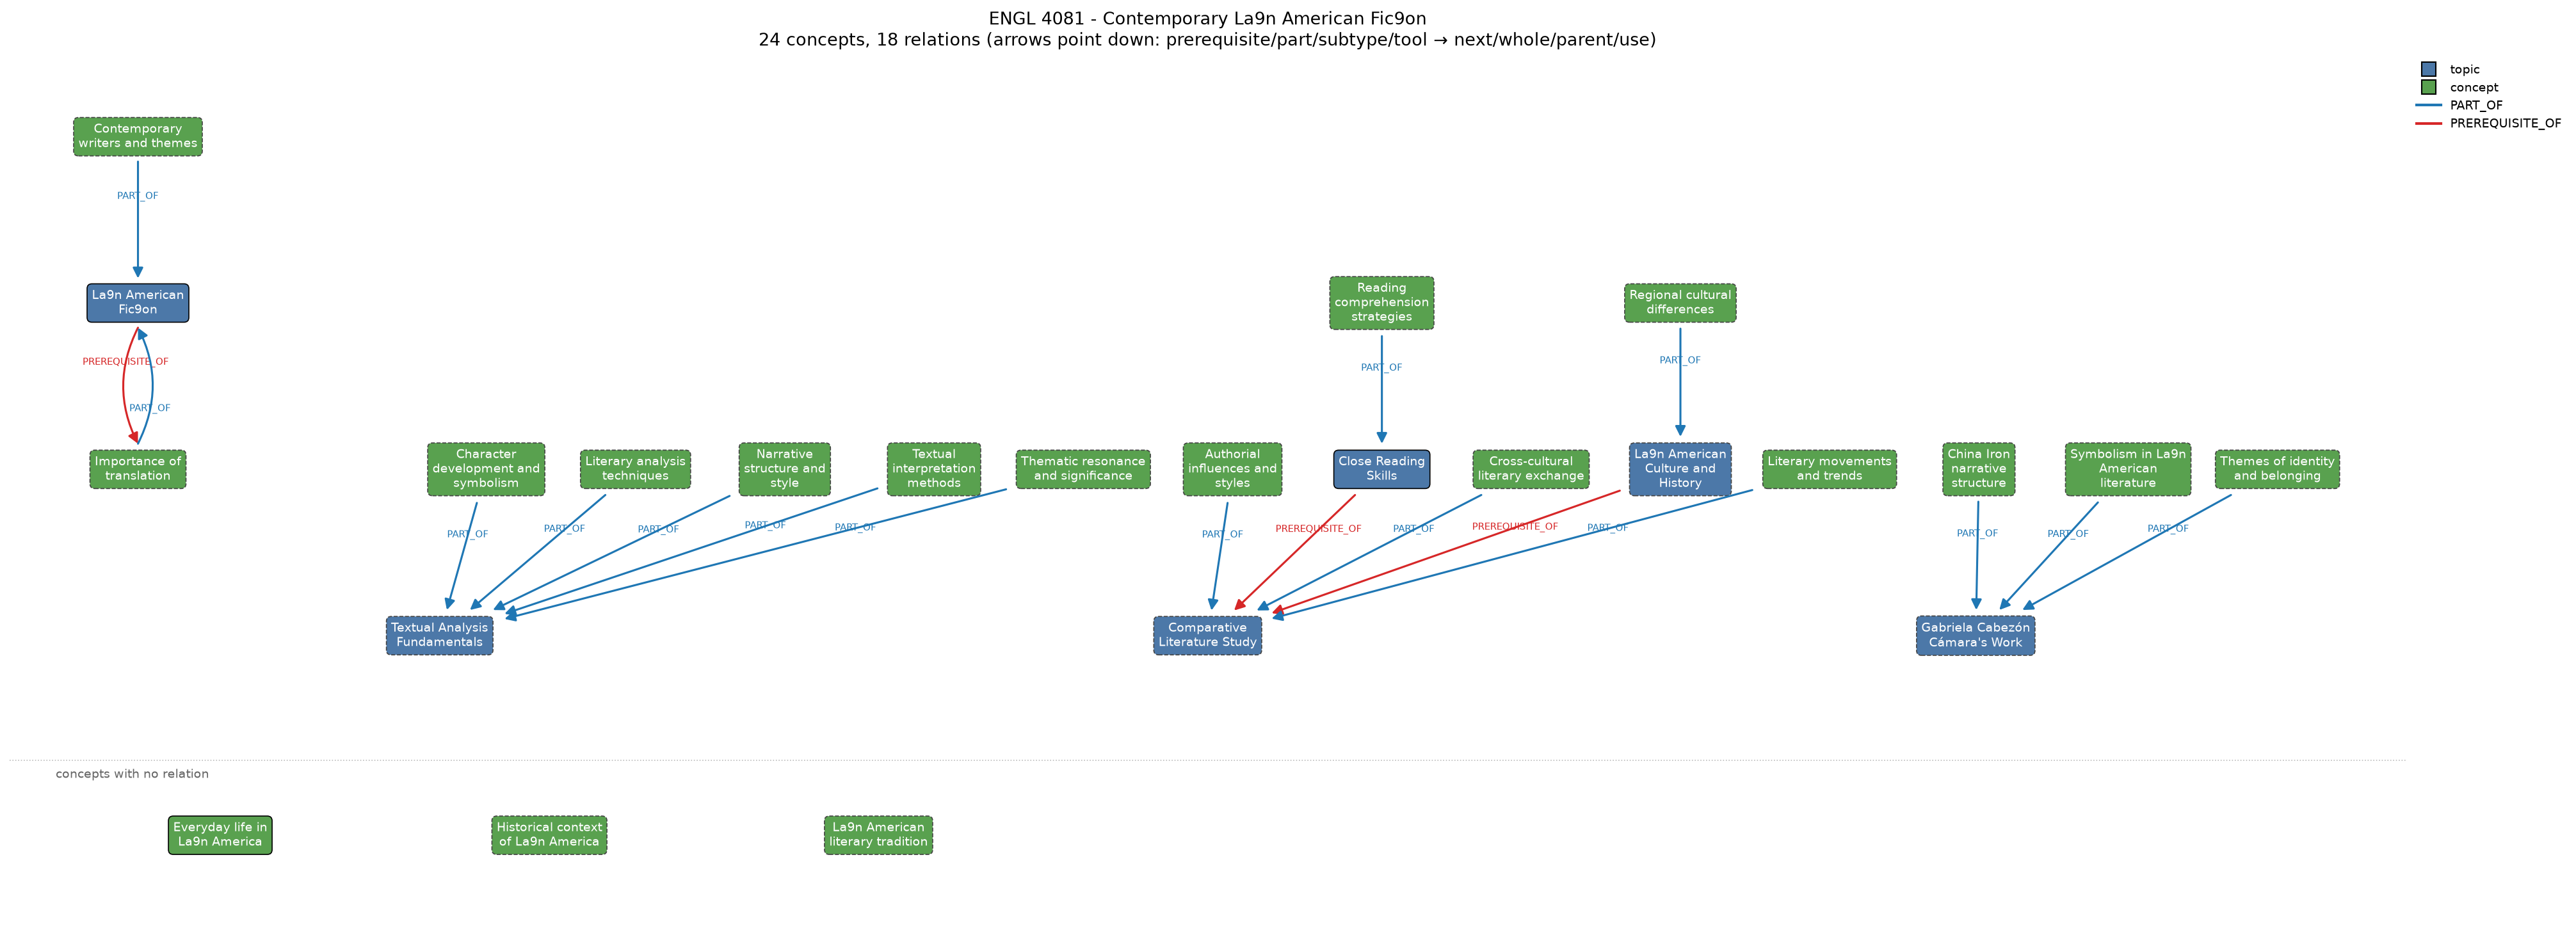 ENGL 4081 - Contemporary La9n American Fic9on
24 concepts, 18 relations (arrows point down: prerequisite/part/subtype/tool → next/whole/parent/use)
topic
concept
PART_OF
PREREQUISITE_OF
Contemporary
writers and themes
PART_OF
La9n American
Fic9on
PREREQUISITE_OF
PART_OF
Importance of
translation
Reading
comprehension
strategies
Regional cultural
differences
PART_OF
PART_OF
Character
development and
symbolism
Literary analysis
techniques
Narrative
structure and
style
Textual
interpretation
methods
Thematic resonance
and significance
Authorial
influences and
styles
Close Reading
Skills
Cross-cultural
literary exchange
La9n American
Culture and
History
Literary movements
and trends
China Iron
narrative
structure
Symbolism in La9n
American
literature
Themes of identity
and belonging
PART_OF
PART_OF
PART_OF
PART_OF
PART_OF
PART_OF
PREREQUISITE_OF
PART_OF
PREREQUISITE_OF
PART_OF
PART_OF
PART_OF
PART_OF
Textual Analysis
Fundamentals
Comparative
Literature Study
Gabriela Cabezón
Cámara's Work
concepts with no relation
Everyday life in
La9n America
Historical context
of La9n America
La9n American
literary tradition